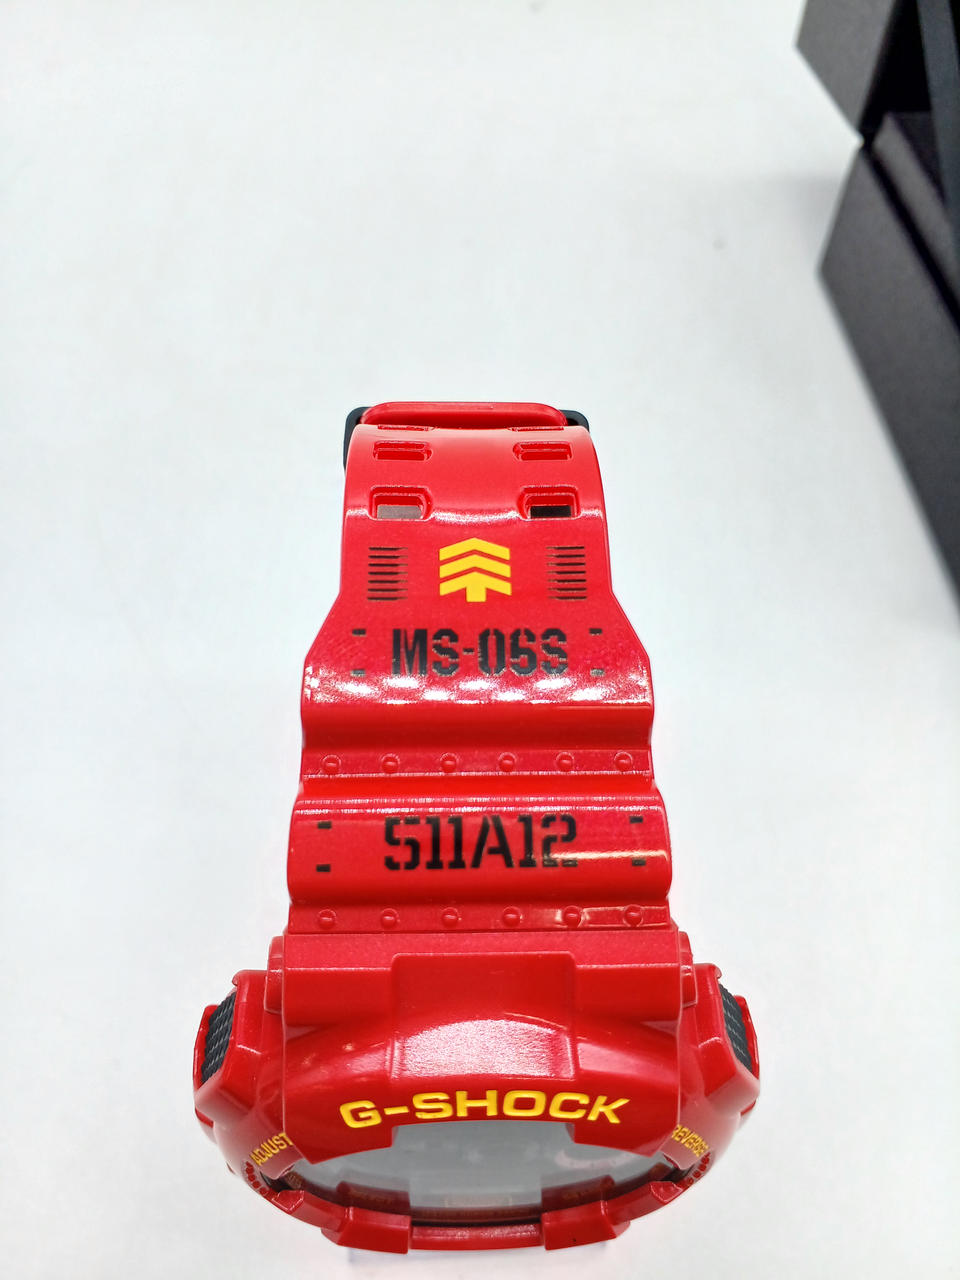 MS-06S
S11A12
G-SHOCK
ADJUST
REVERSE